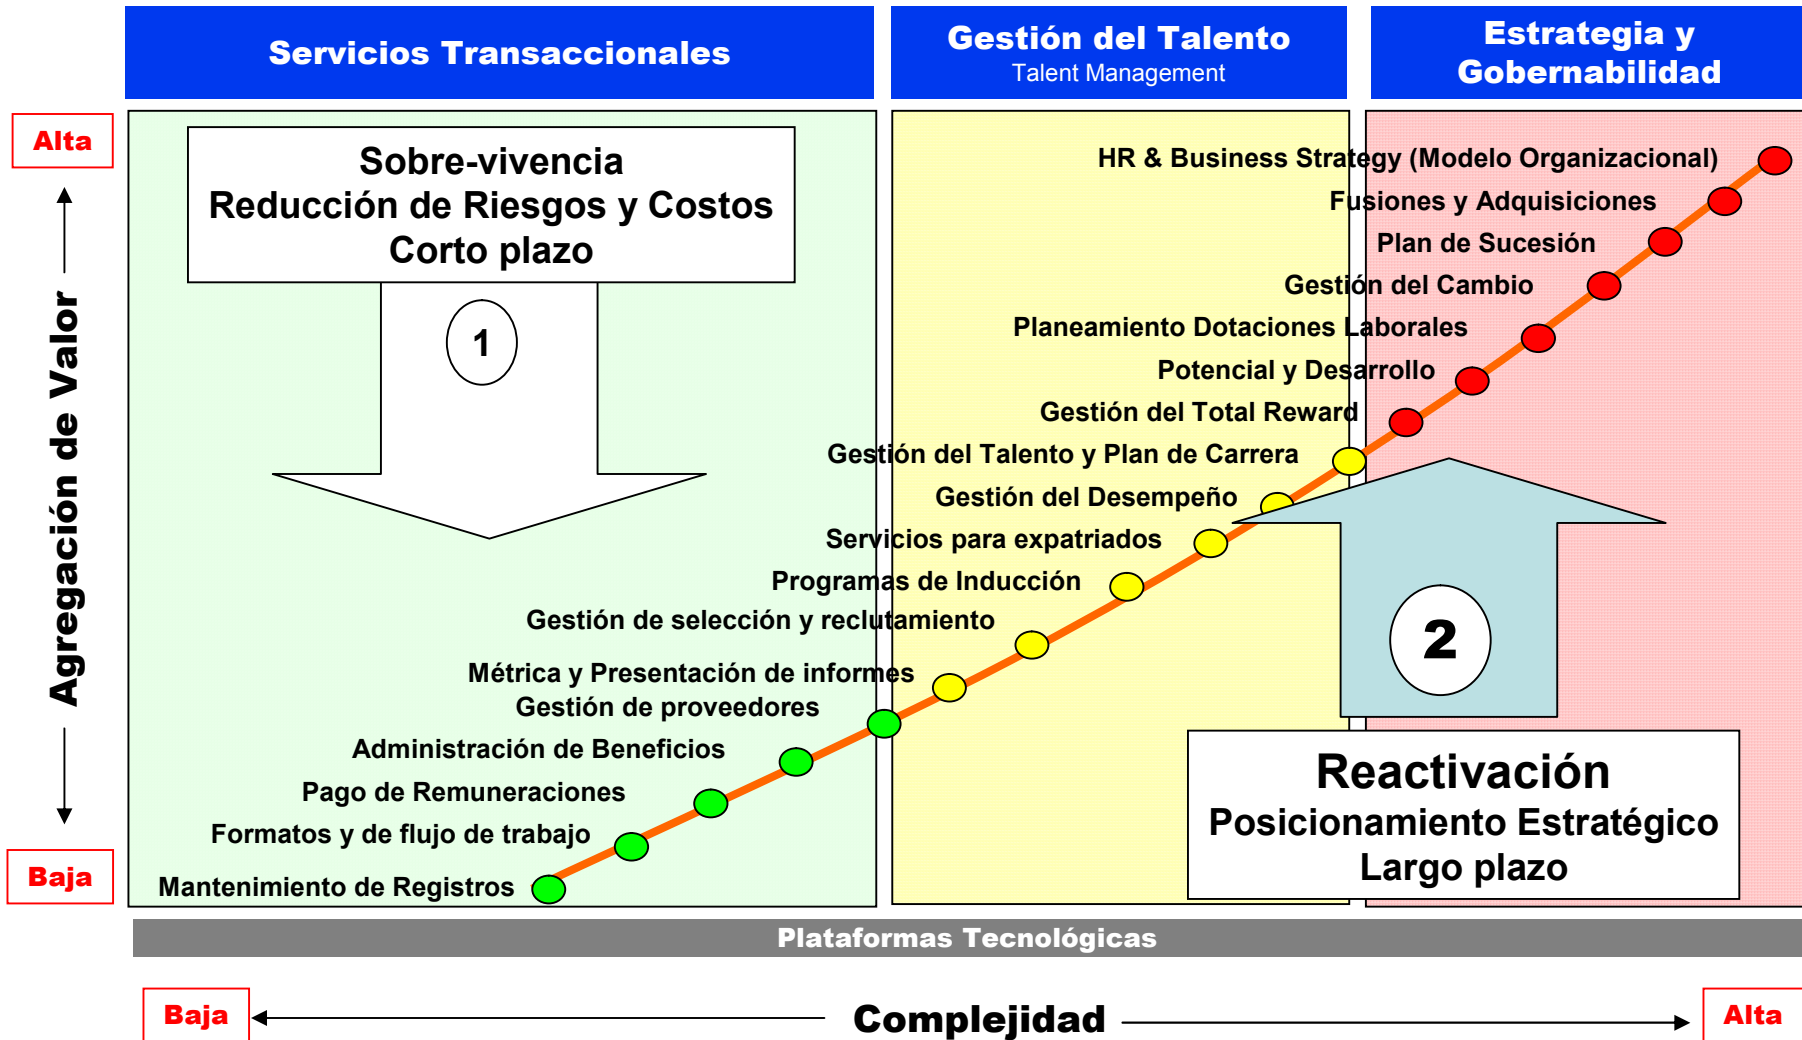 Servicios Transaccionales
Gestión del Talento
Talent Management
Estrategia y
Gobernabilidad
Alta
Agregación de Valor
Baja
Sobre-vivencia
Reducción de Riesgos y Costos
Corto plazo
1
HR & Business Strategy (Modelo Organizacional)
Fusiones y Adquisiciones
Plan de Sucesión
Gestión del Cambio
Planeamiento Dotaciones Laborales
Potencial y Desarrollo
Gestión del Total Reward
Gestión del Talento y Plan de Carrera
Gestión del Desempeño
Servicios para expatriados
Programas de Inducción
Gestión de selección y reclutamiento
Métrica y Presentación de informes
Gestión de proveedores
Administración de Beneficios
Pago de Remuneraciones
Formatos y de flujo de trabajo
Mantenimiento de Registros
2
Reactivación
Posicionamiento Estratégico
Largo plazo
Plataformas Tecnológicas
Baja
Complejidad
Alta